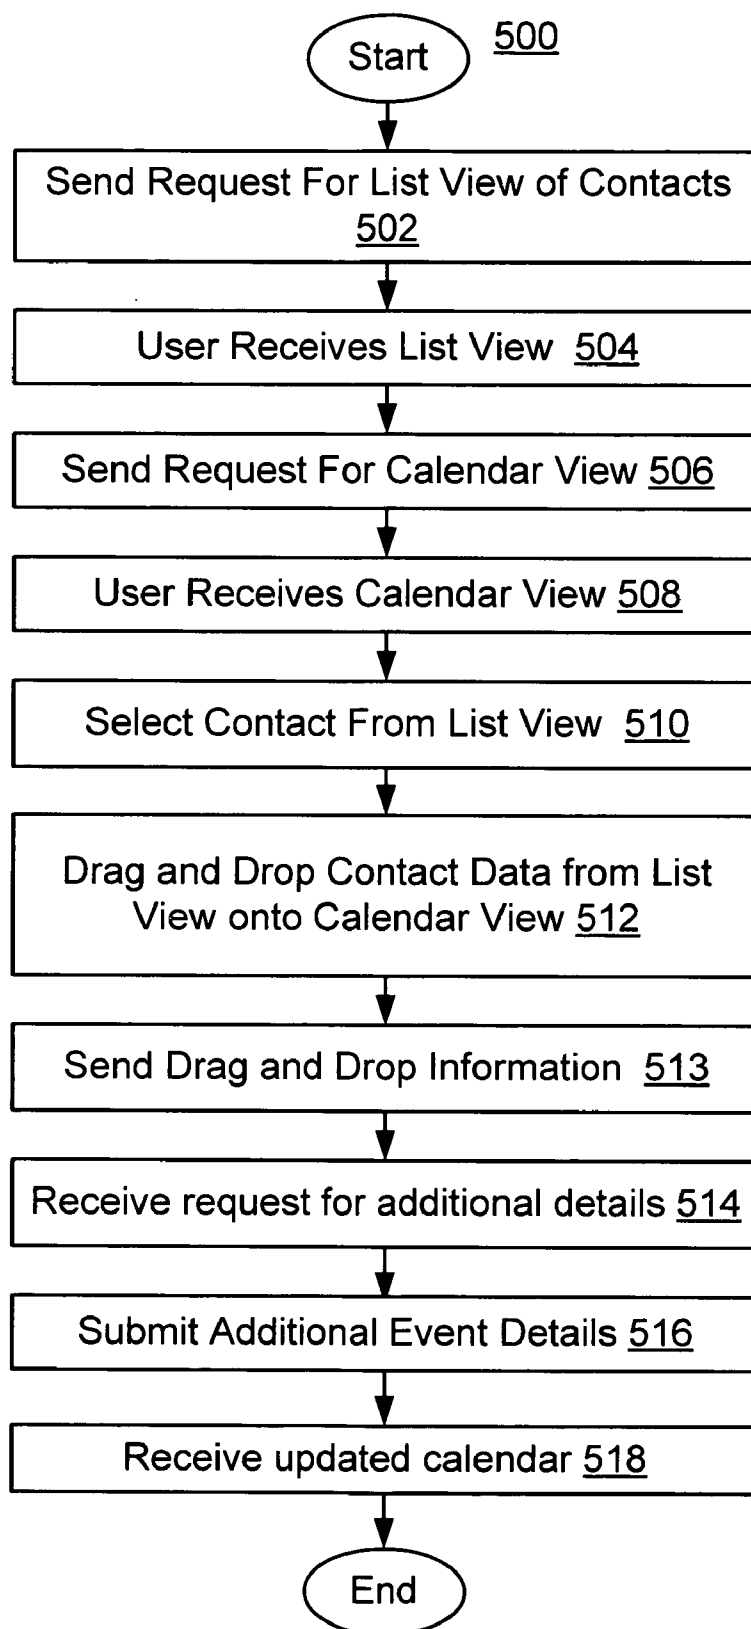 Start
500
Send Request For List View of Contacts
502
User Receives List View 504
Send Request For Calendar View 506
User Receives Calendar View 508
Select Contact From List View 510
Drag and Drop Contact Data from List
View onto Calendar View 512
Send Drag and Drop Information 513
Receive request for additional details 514
Submit Additional Event Details 516
Receive updated calendar 518
End